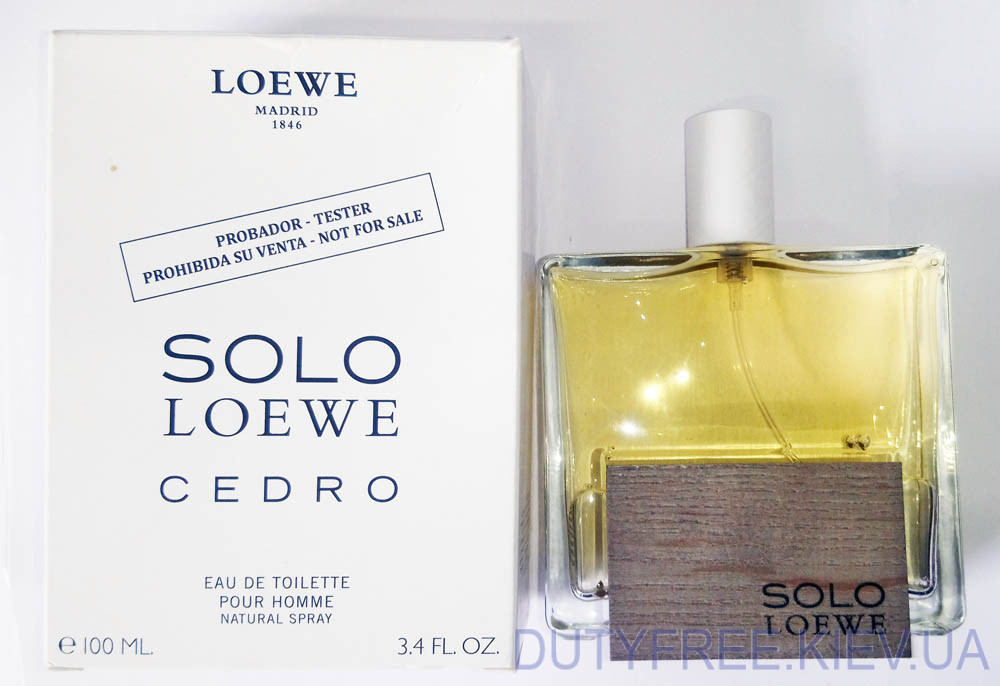 LOEWE
MADRID
1846
PROBADOR - TESTER
PROHIBIDA SU VENTA - NOT FOR SALE
SOLO
LOEWE
CEDRO
EAU DE TOILETTE
POUR HOMME
NATURAL SPRAY
℮ 100 ML.
3.4 FL. OZ.
SOLO
LOEWE
DUTYFREE.KIEV.UA